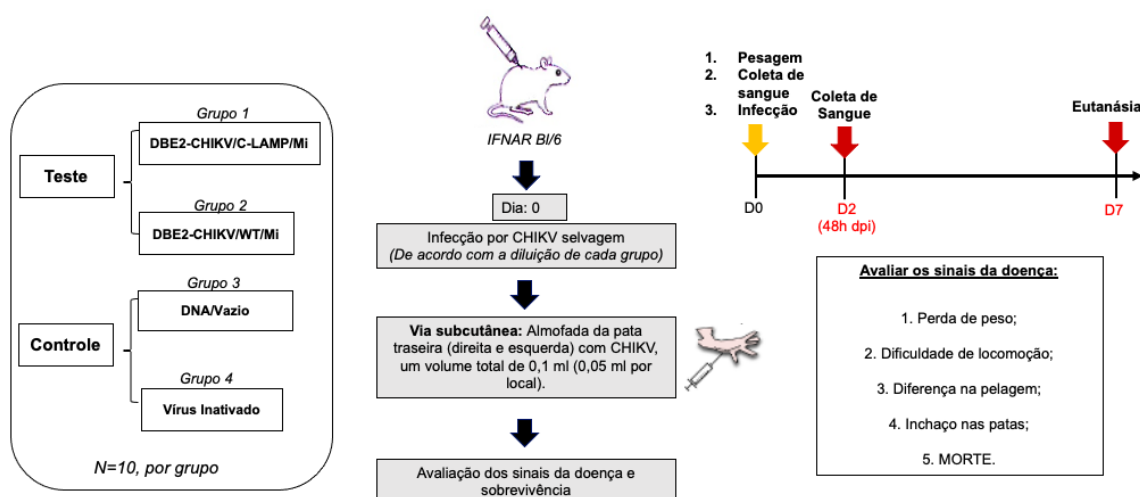 Grupo 1
DBE2-CHIKV/C-LAMP/Mi
Teste
Grupo 2
DBE2-CHIKV/WT/Mi
Grupo 3
DNA/Vazio
Controle
Grupo 4
Vírus Inativado
N=10, por grupo
IFNAR Bl/6
Dia: 0
Infecção por CHIKV selvagem
(De acordo com a diluição de cada grupo)
Via subcutânea: Almofada da pata
traseira (direita e esquerda) com CHIKV,
um volume total de 0,1 ml (0,05 ml por
local).
Avaliação dos sinais da doença e
sobrevivência
1. Pesagem
2. Coleta de
sangue
3. Infecção
Coleta de
Sangue
Eutanásia
D0
D2
(48h dpi)
D7
Avaliar os sinais da doença:
1. Perda de peso;
2. Dificuldade de locomoção;
3. Diferença na pelagem;
4. Inchaço nas patas;
5. MORTE.